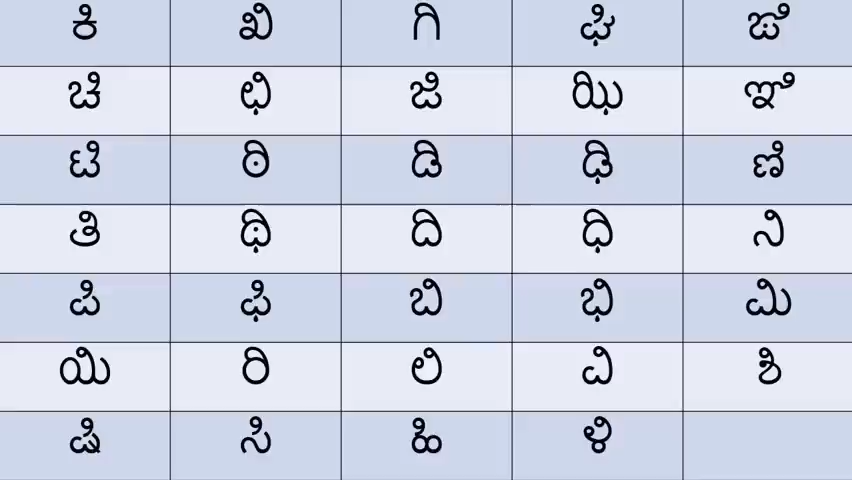 ಕಿ ಖಿ ಗಿ ಘಿ ಙಿ
ಚಿ ಛಿ ಜಿ ಝಿ ಞಿ
ಟಿ ಠಿ ಡಿ ಢಿ ಣಿ
ತಿ ಥಿ ದಿ ಧಿ ನಿ
ಪಿ ಫಿ ಬಿ ಭಿ ಮಿ
ಯಿ ರಿ ಲಿ ವಿ ಶಿ
ಷಿ ಸಿ ಹಿ ಳಿ